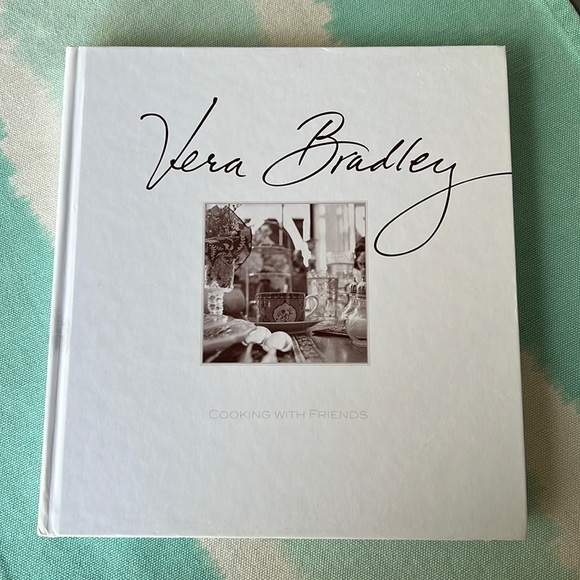 Vera Bradley
COOKING WITH FRIENDS